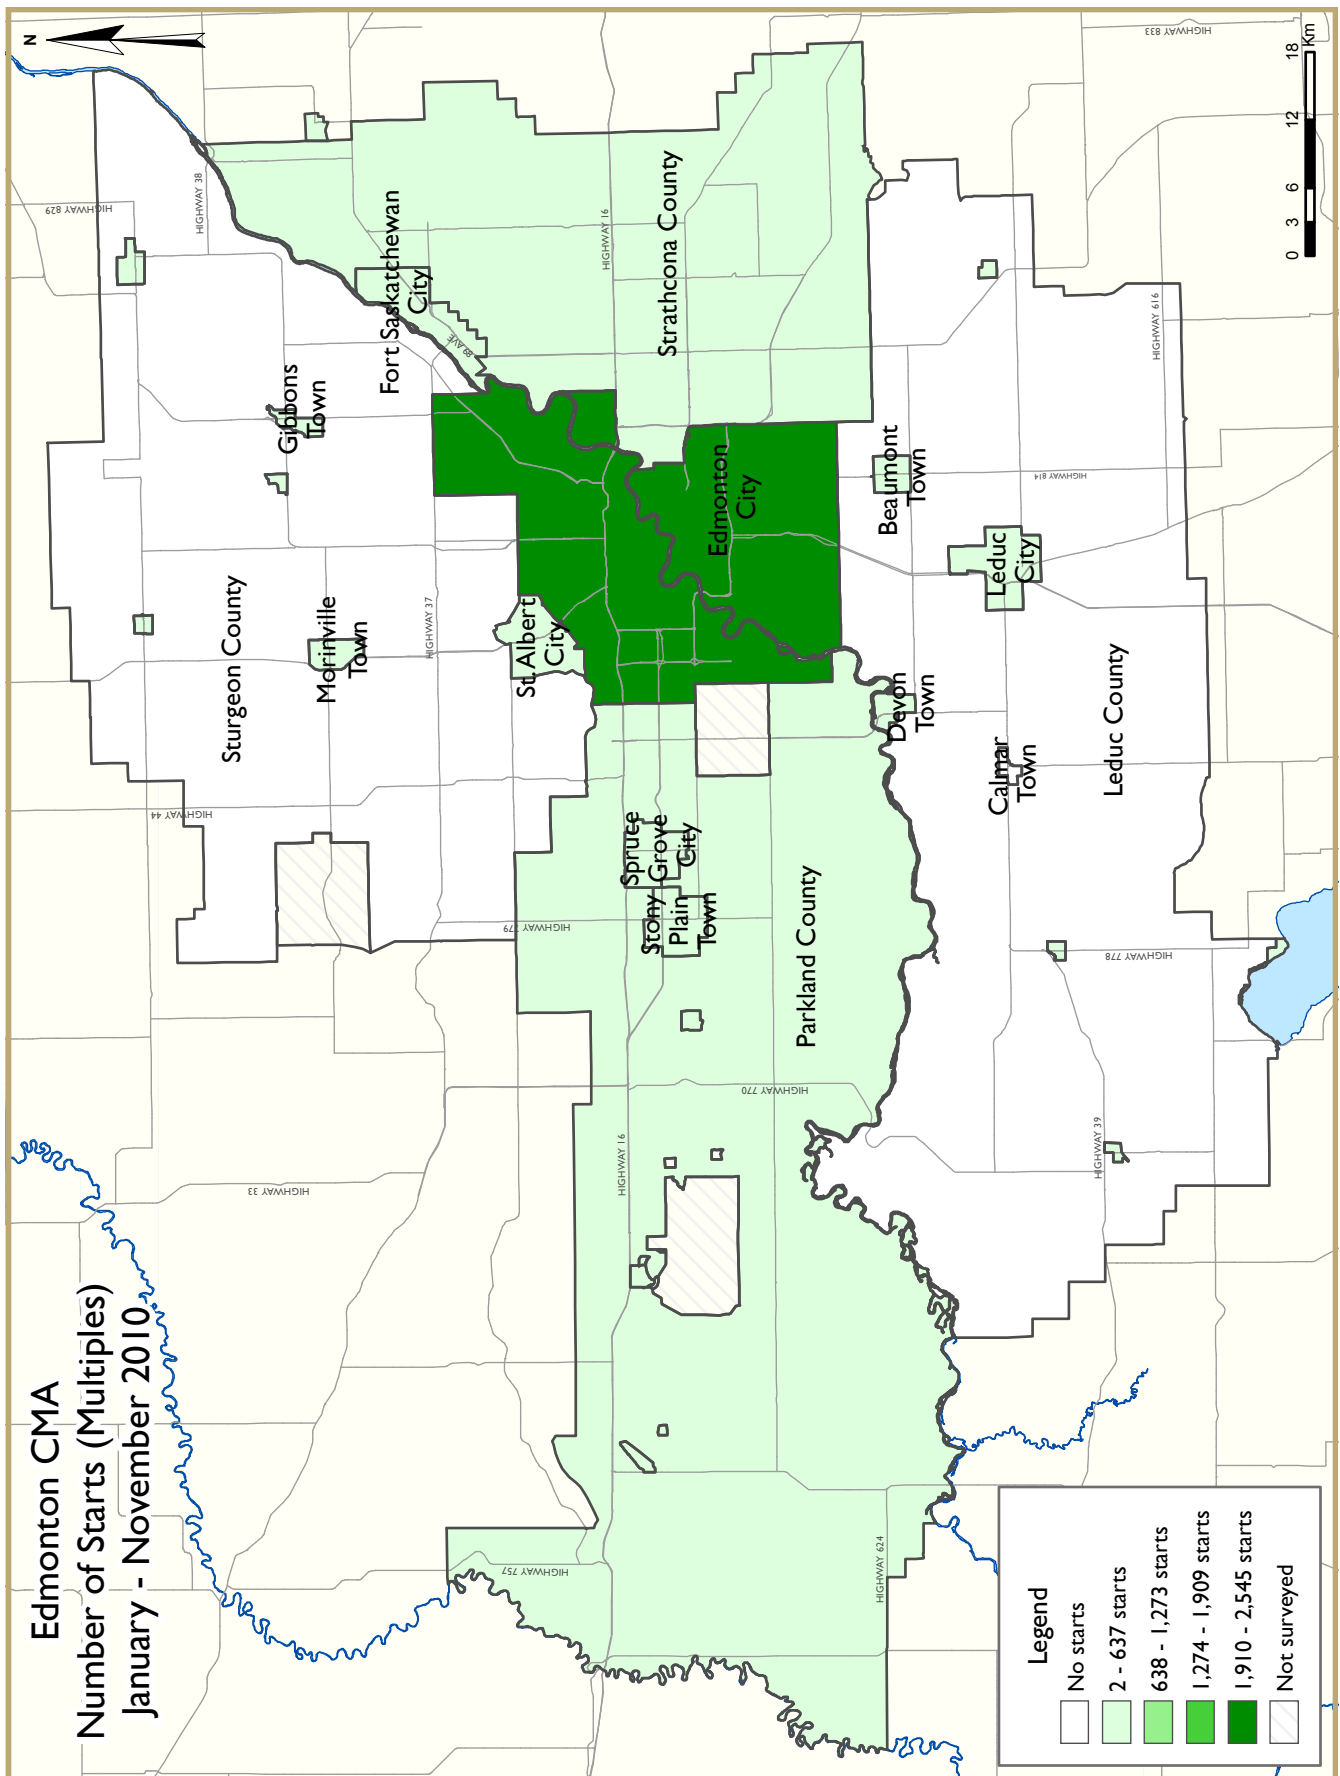 Edmonton CMA
Number of Starts (Multiples)
January - November 2010
N
HIGHWAY 829
HIGHWAY 38
HIGHWAY 833
Gibbons
Town
Fort Saskatchewan
City
89 AVE
Sturgeon County
Morinville
Town
HIGHWAY 37
HIGHWAY 44
St. Albert
City
HIGHWAY 779
HIGHWAY 33
HIGHWAY 757
HIGHWAY 16
HIGHWAY 16
Strathcona County
Edmonton
City
Spruce
Grove
City
Stony
Plain
Town
Parkland County
HIGHWAY 770
HIGHWAY 624
Beaumont
Town
HIGHWAY 814
Devon
Town
Leduc
City
Calmar
Town
Leduc County
HIGHWAY 616
HIGHWAY 778
HIGHWAY 39
Legend
No starts
2 - 637 starts
638 - 1,273 starts
1,274 - 1,909 starts
1,910 - 2,545 starts
Not surveyed
0 3 6 12 18
Km